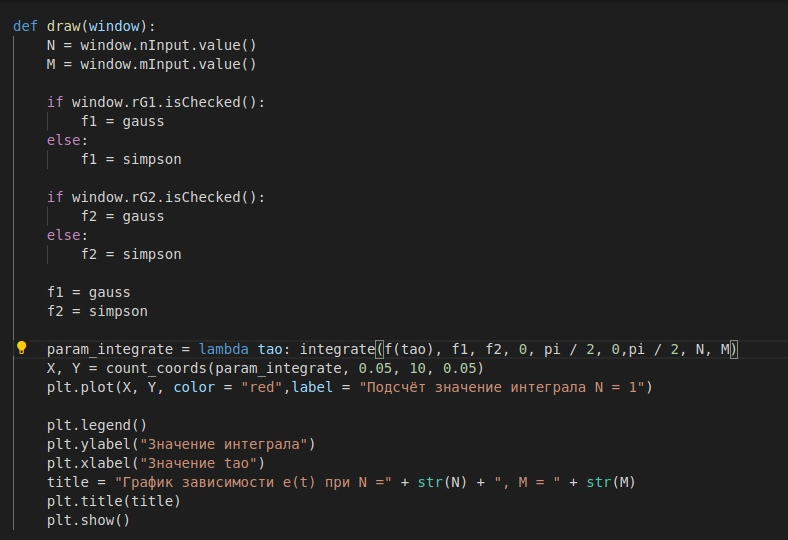 def draw(window):
    N = window.nInput.value()
    M = window.mInput.value()
    if window.rG1.isChecked():
        f1 = gauss
    else:
        f1 = simpson
    if window.rG2.isChecked():
        f2 = gauss
    else:
        f2 = simpson
    f1 = gauss
    f2 = simpson
    param_integrate = lambda tao: integrate(f(tao), f1, f2, 0, pi / 2, 0,pi / 2, N, M)
    X, Y = count_coords(param_integrate, 0.05, 10, 0.05)
    plt.plot(X, Y, color = "red",label = "Подсчёт значение интеграла N = 1")
    plt.legend()
    plt.ylabel("Значение интеграла")
    plt.xlabel("Значение tao")
    title = "График зависимости e(t) при N =" + str(N) + ", M = " + str(M)
    plt.title(title)
    plt.show()